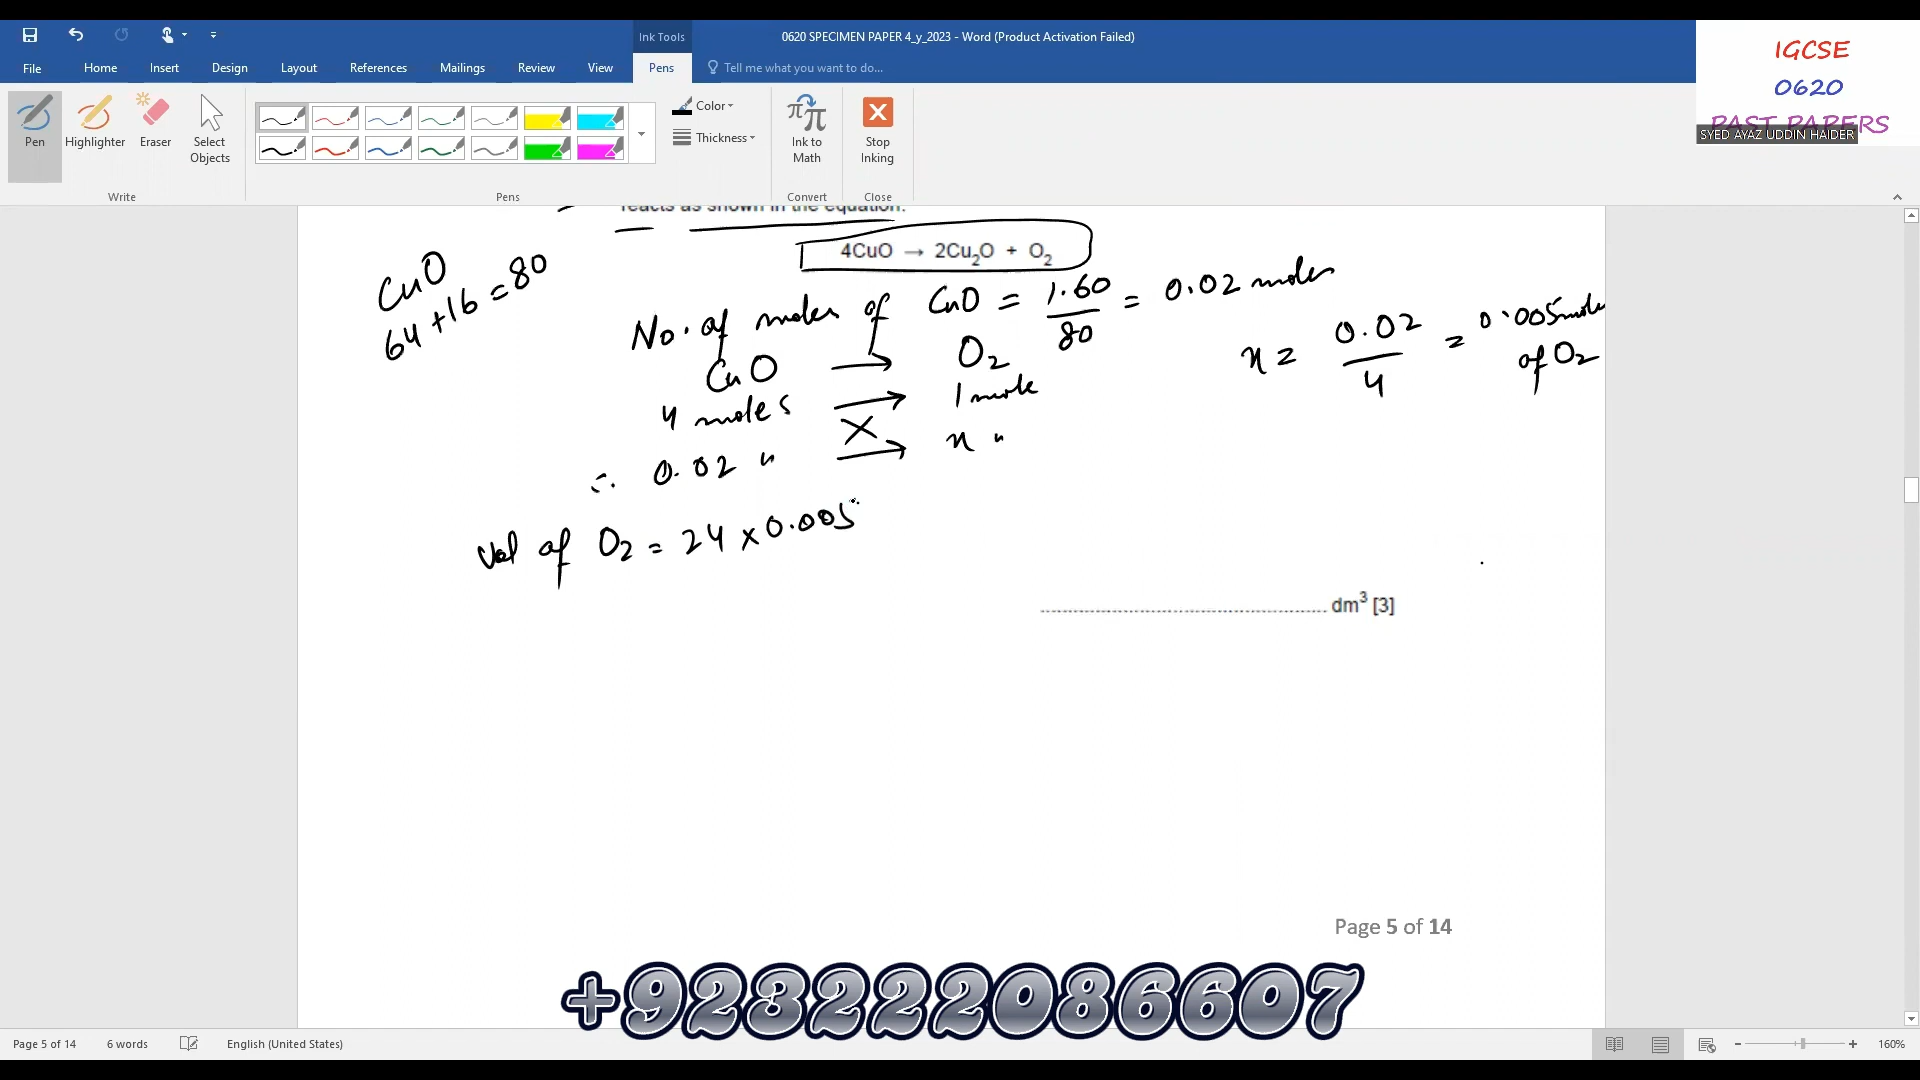 Ink Tools
0620 SPECIMEN PAPER 4_y_2023 - Word (Product Activation Failed)
File Home Insert Design Layout References Mailings Review View Pens Tell me what you want to do...
IGCSE
0620
PAST PAPERS
SYED AYAZ UDDIN HAIDER
Pen Highlighter Eraser Select Objects
Color
Thickness
Ink to Math
Stop Inking
Write Pens Convert Close
reacts as shown in the equation.
4CuO → 2Cu₂O + O₂
CuO
64+16=80
No. of moles of CuO = 1.60/80 = 0.02 moles
CuO → O₂
4 moles → 1 mole
∴ 0.02 " → x "
x = 0.02/4 = 0.005 moles
of O₂
Vol of O₂ = 24 × 0.005
dm³ [3]
Page 5 of 14
+923222086607
Page 5 of 14 6 words English (United States) 160%